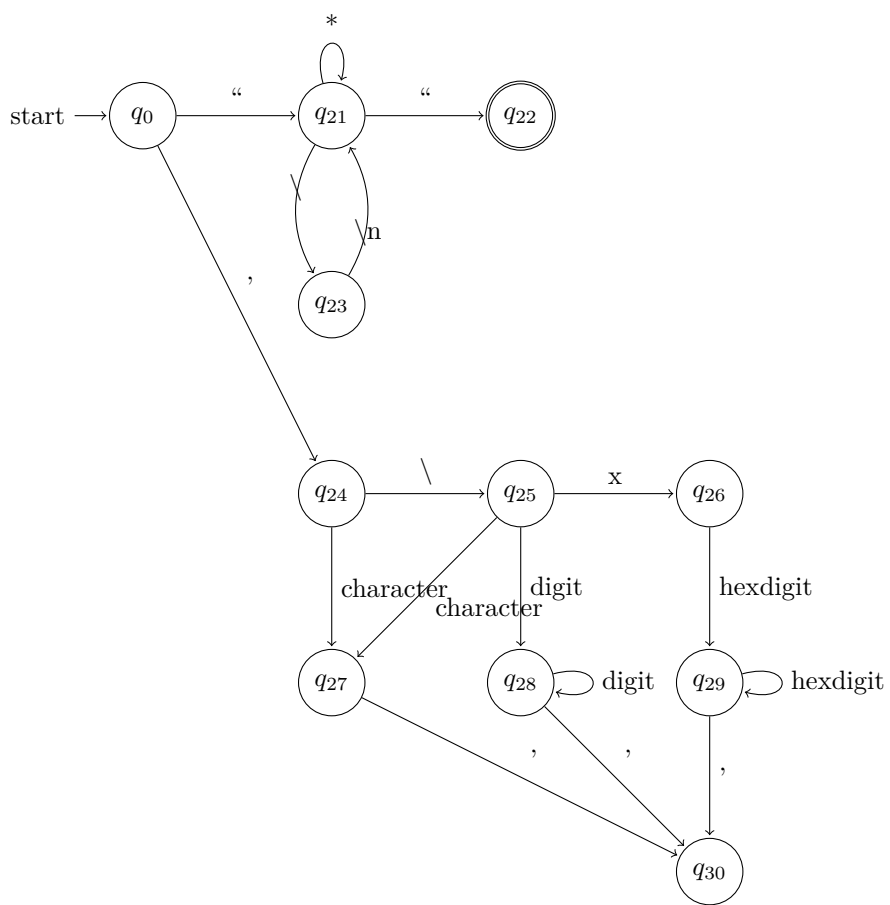 *
start q0 “ q21 “ q22
\
\n
q23
,
q24 \ q25 x q26
character character digit hexdigit
q27 q28 digit q29 hexdigit
, , ,
q30